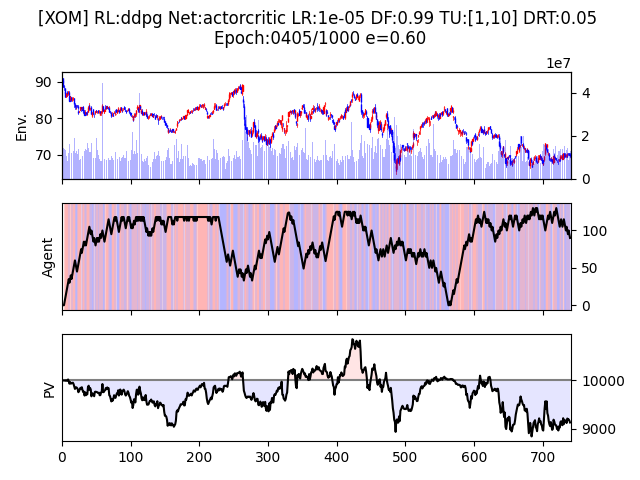 [XOM] RL:ddpg Net:actorcritic LR:1e-05 DF:0.99 TU:[1,10] DRT:0.05
Epoch:0405/1000 e=0.60
1e7
90
80
70
Env.
4
2
0
Agent
100
50
0
PV
10000
9000
0 100 200 300 400 500 600 700